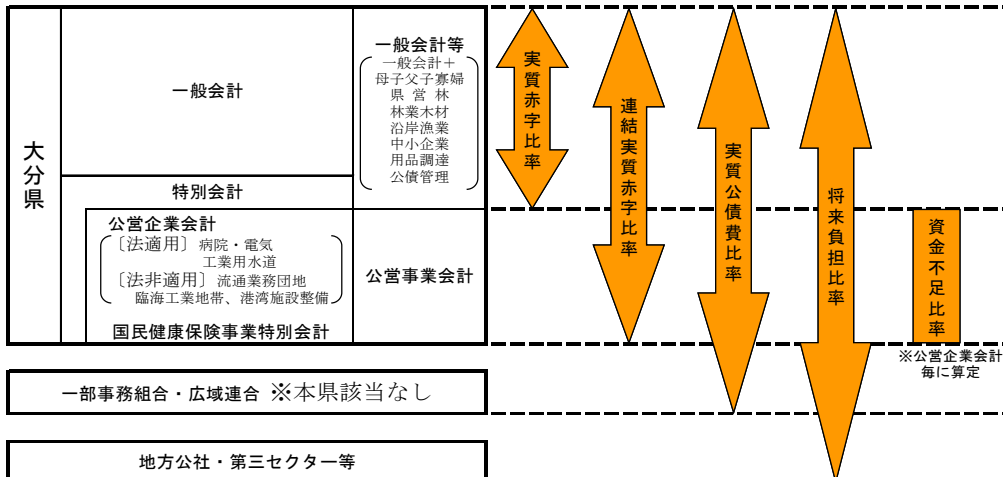 大分県
一般会計
特別会計
公営企業会計
〔法適用〕病院・電気
工業用水道
〔法非適用〕流通業務団地
臨海工業地帯、港湾施設整備
国民健康保険事業特別会計
一般会計等
一般会計＋
母子父子寡婦
県営林
林業木材
沿岸漁業
中小企業
用品調達
公債管理
公営事業会計
実質赤字比率
連結実質赤字比率
実質公債費比率
将来負担比率
資金不足比率
※公営企業会計
毎に算定
一部事務組合・広域連合 ※本県該当なし
地方公社・第三セクター等